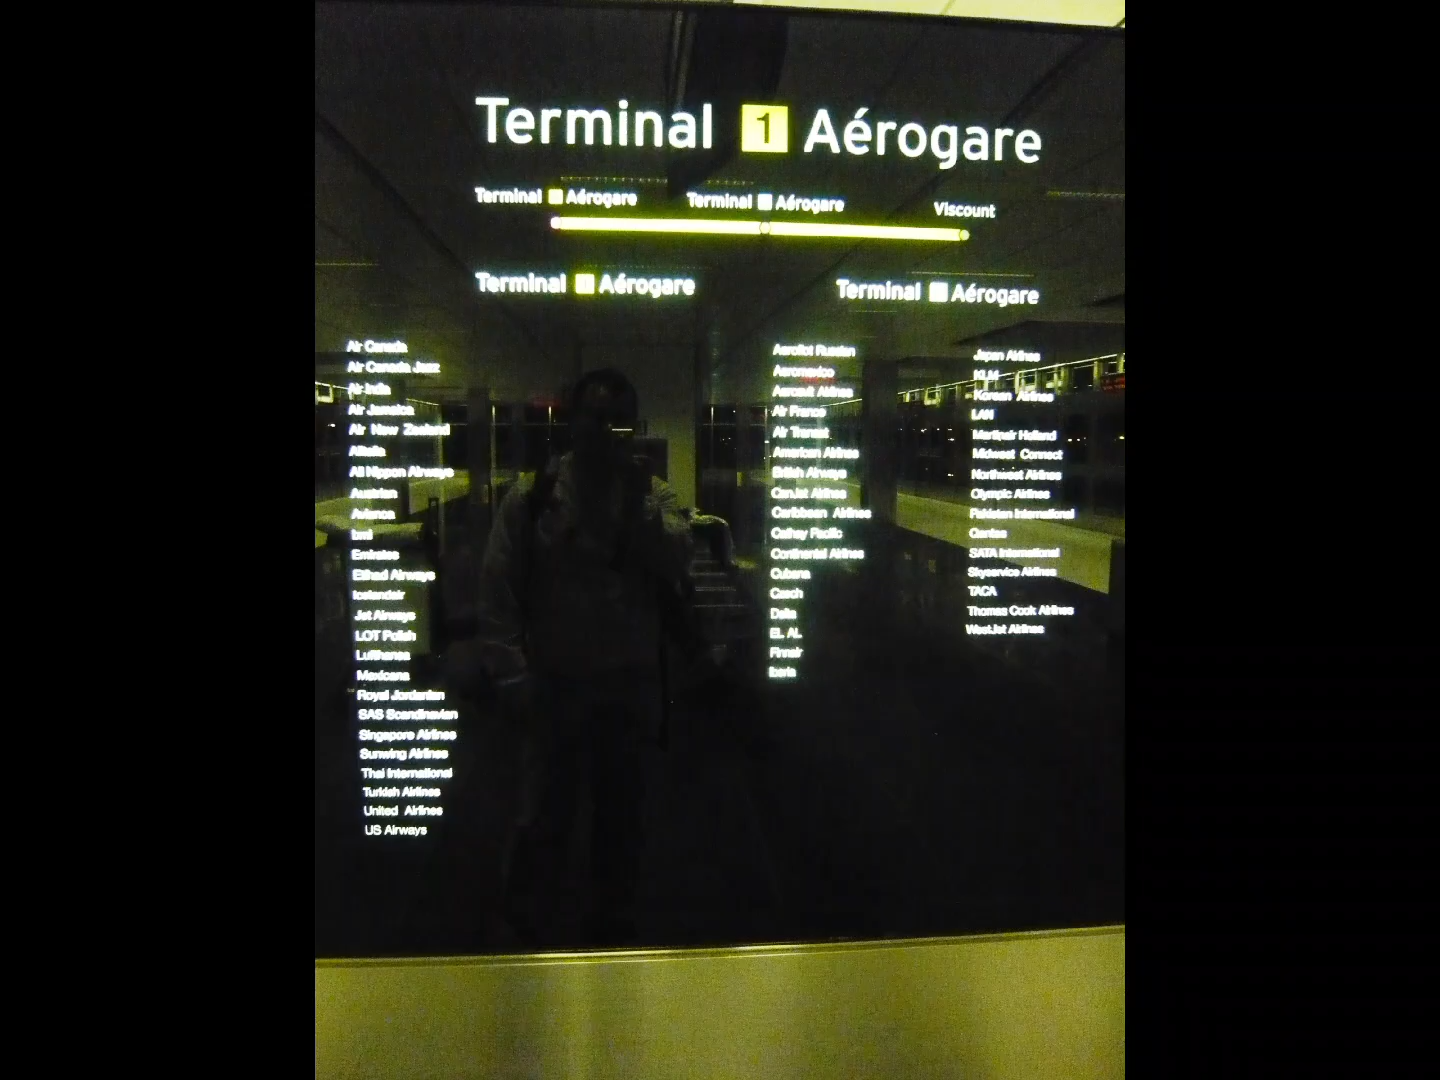 Terminal 1 Aérogare
Terminal Aérogare Terminal Aérogare Viscount
Terminal Aérogare
Air Canada
Air Canada Jazz
Air India
Air Jamaica
Air New Zealand
Alitalia
All Nippon Airways
Austrian
Avianca
bmi
Emirates
Etihad Airways
Icelandair
Jet Airways
LOT Polish
Lufthansa
Mexicana
Royal Jordanian
SAS Scandinavian
Singapore Airlines
Sunwing Airlines
Thai International
Turkish Airlines
United Airlines
US Airways
Terminal Aérogare
Aeroflot Russian
Aeromexico
Aerosvit Airlines
Air France
Air Transat
American Airlines
British Airways
CanJet Airlines
Caribbean Airlines
Cathay Pacific
Continental Airlines
Cubana
Czech
Delta
EL AL
Finnair
Iberia
Japan Airlines
KLM
Korean Airlines
LAN
Martinair Holland
Midwest Connect
Northwest Airlines
Olympic Airlines
Pakistan International
Qantas
SATA International
Skyservice Airlines
TACA
Thomas Cook Airlines
WestJet Airlines